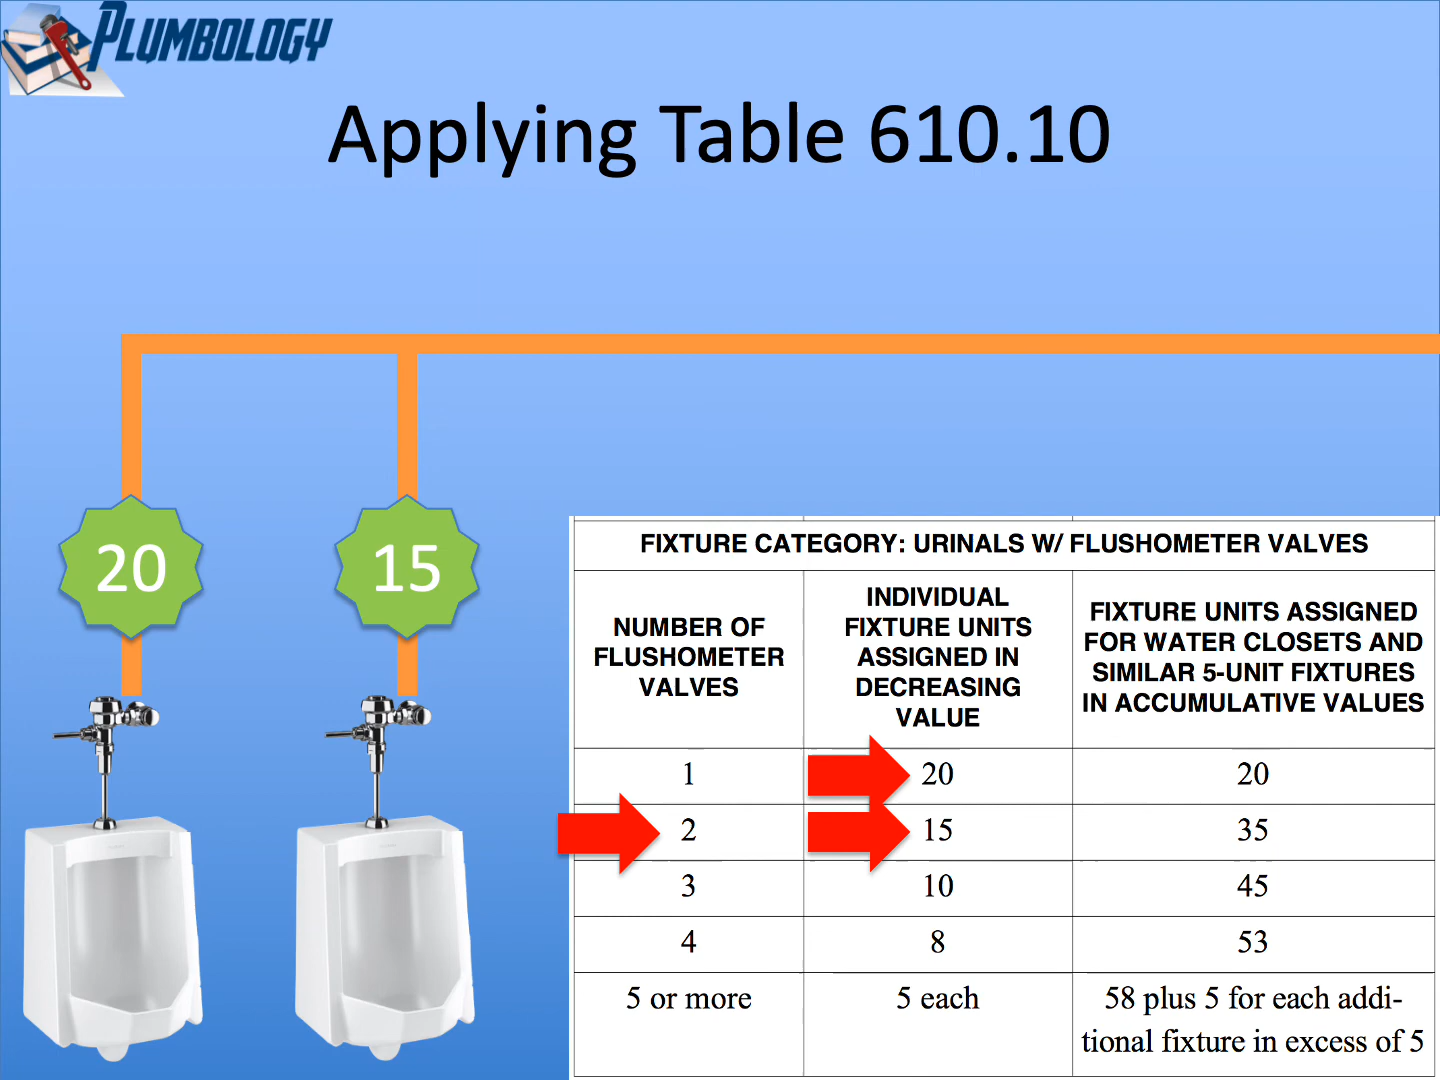 PLUMBOLOGY
Applying Table 610.10
20
15
FIXTURE CATEGORY: URINALS W/ FLUSHOMETER VALVES
NUMBER OF
FLUSHOMETER
VALVES
INDIVIDUAL
FIXTURE UNITS
ASSIGNED IN
DECREASING
VALUE
FIXTURE UNITS ASSIGNED
FOR WATER CLOSETS AND
SIMILAR 5-UNIT FIXTURES
IN ACCUMULATIVE VALUES
1 20 20
2 15 35
3 10 45
4 8 53
5 or more 5 each 58 plus 5 for each addi-
tional fixture in excess of 5